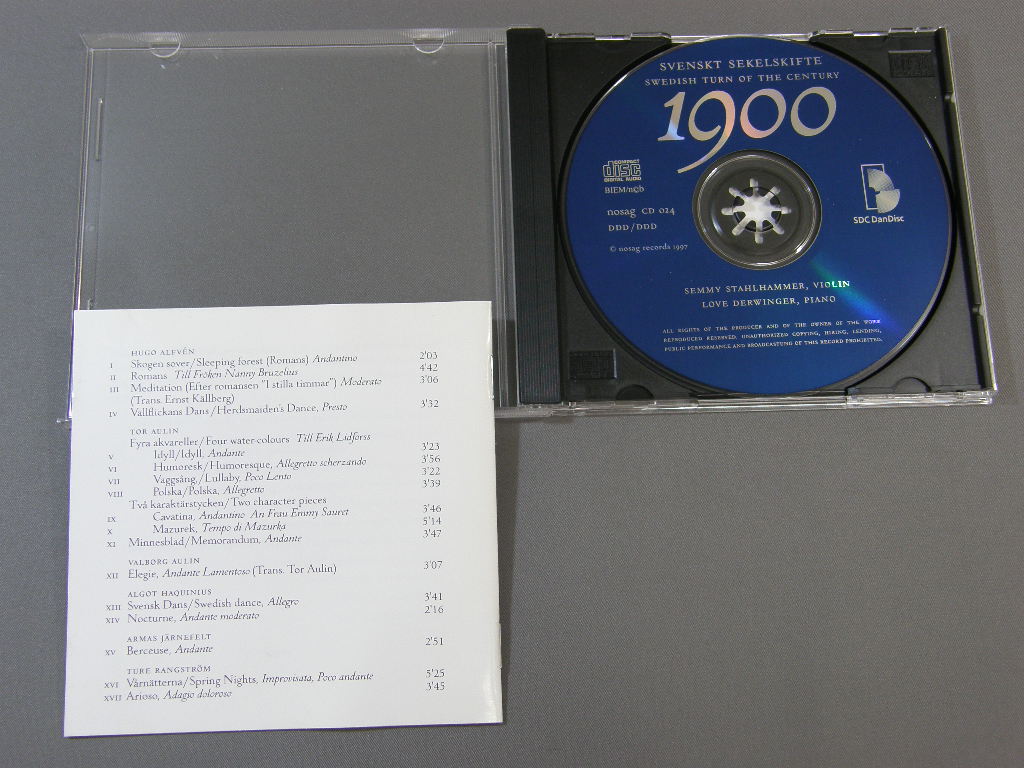 HUGO ALFVÉN
I Skogen sover/Sleeping forest (Romans) Andantino 2'03
II Romans Till Fröken Nanny Bruzelius 4'42
III Meditation (Efter romansen "I stilla timmar") Moderato 3'06
(Trans. Ernst Källberg)
IV Vallflickans Dans/Herdsmaiden's Dance, Presto 3'32
TOR AULIN
Fyra akvareller/Four water-colours Till Erik Lidforss
V Idyll/Idyll, Andante 3'23
VI Humoresk/Humoresque, Allegretto scherzando 3'56
VII Vaggsång/Lullaby, Poco Lento 3'22
VIII Polska/Polska, Allegretto 3'39
Två karaktärstycken/Two character pieces
IX Cavatina, Andantino An Frau Emmy Sauret 3'46
X Mazurek, Tempo di Mazurka 5'14
XI Minnesblad/Memorandum, Andante 3'47
VALBORG AULIN
XII Elegie, Andante Lamentoso (Trans. Tor Aulin) 3'07
ALGOT HAQUINIUS
XIII Svensk Dans/Swedish dance, Allegro 3'41
XIV Nocturne, Andante moderato 2'16
ARMAS JÄRNEFELT
XV Berceuse, Andante 2'51
TURE RANGSTRÖM
XVI Vårnätterna/Spring Nights, Improvisata, Poco andante 5'25
XVII Arioso, Adagio doloroso 3'45
SVENSKT SEKELSKIFTE
SWEDISH TURN OF THE CENTURY
1900
COMPACT
disc
DIGITAL AUDIO
BIEM/ncb
nosag CD 024
DDD/DDD
© nosag records 1997
SDC DanDisc
SEMMY STAHLHAMMER, VIOLIN
LOVE DERWINGER, PIANO
ALL RIGHTS OF THE PRODUCER AND OF THE OWNER OF THE WORK
REPRODUCED RESERVED. UNAUTHORIZED COPYING, HIRING, LENDING,
PUBLIC PERFORMANCE AND BROADCASTUNG OF THIS RECORD PROHIBITED.